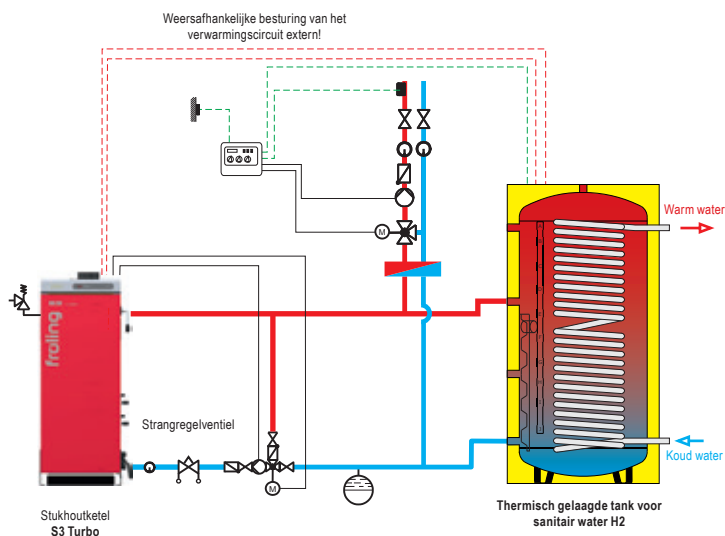 Weersafhankelijke besturing van het
verwarmingscircuit extern!
Warm water
M
froling
Strangregelventiel
Koud water
M
Stukhoutketel
S3 Turbo
Thermisch gelaagde tank voor
sanitair water H2